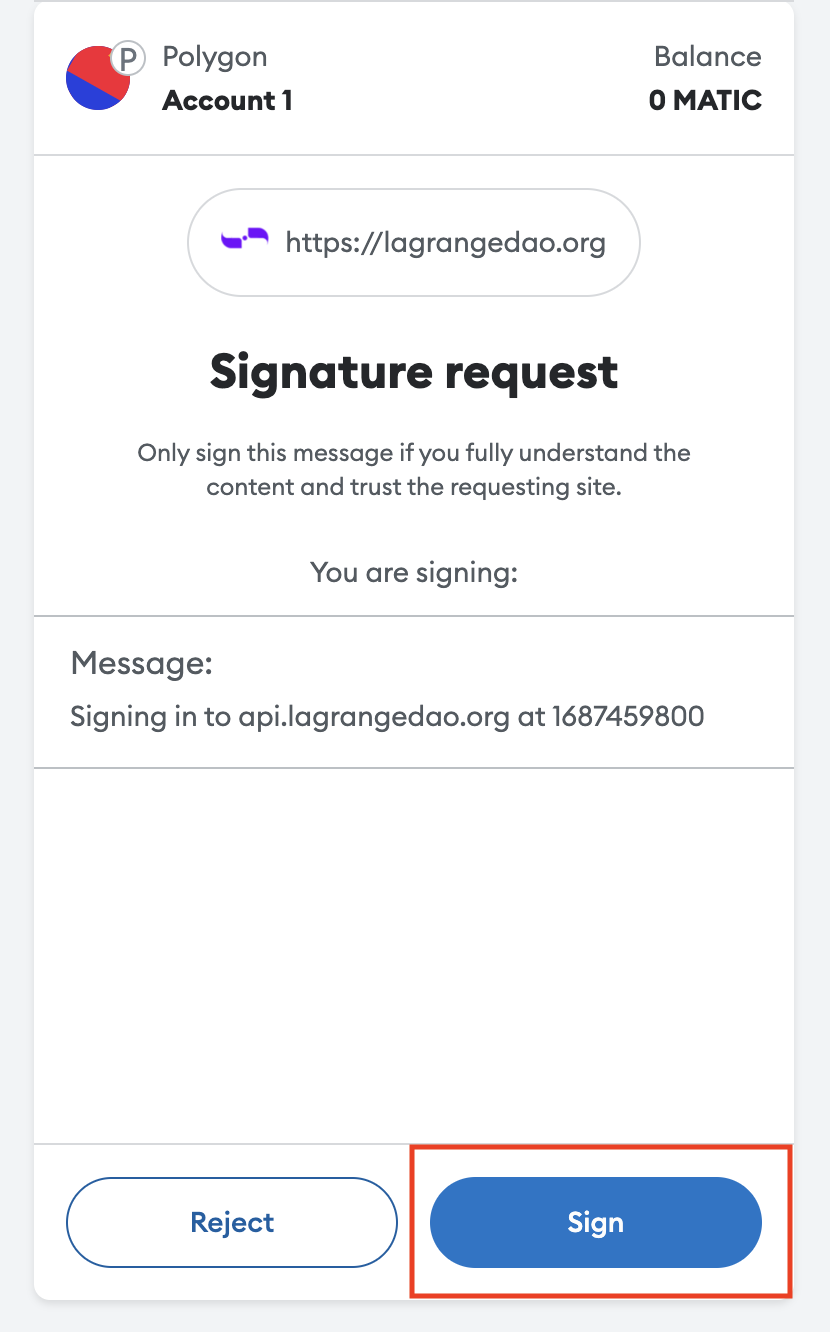 P
Polygon
Balance
Account 1
0 MATIC
https://lagrangedao.org
Signature request
Only sign this message if you fully understand the
content and trust the requesting site.
You are signing:
Message:
Signing in to api.lagrangedao.org at 1687459800
Reject
Sign